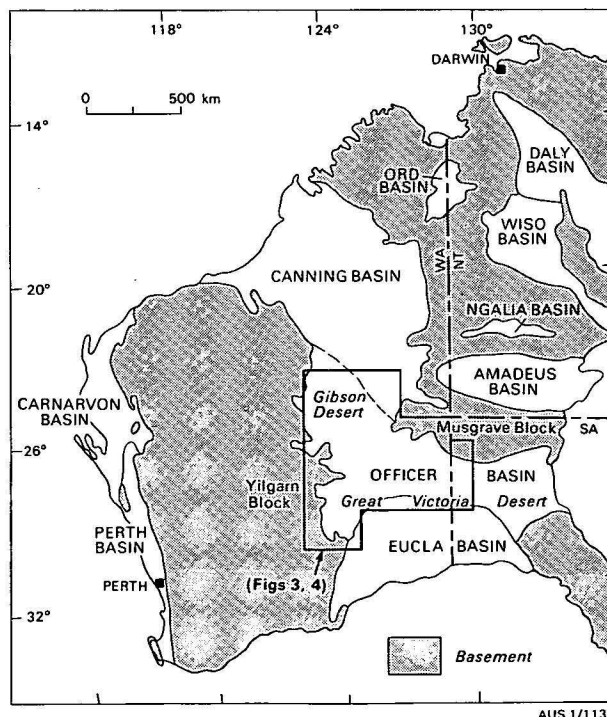 118°
124°
130°
DARWIN
0 500 km
14°
DALY
BASIN
ORD
BASIN
WISO
BASIN
WA
NT
CANNING BASIN
20°
NGALIA BASIN
AMADEUS
BASIN
Gibson
Desert
CARNARVON
BASIN
Musgrave Block
SA
26°
Yilgarn
Block
OFFICER BASIN
Great Victoria Desert
PERTH
BASIN
EUCLA BASIN
PERTH
(Figs 3, 4)
32°
Basement
AUS 1/113